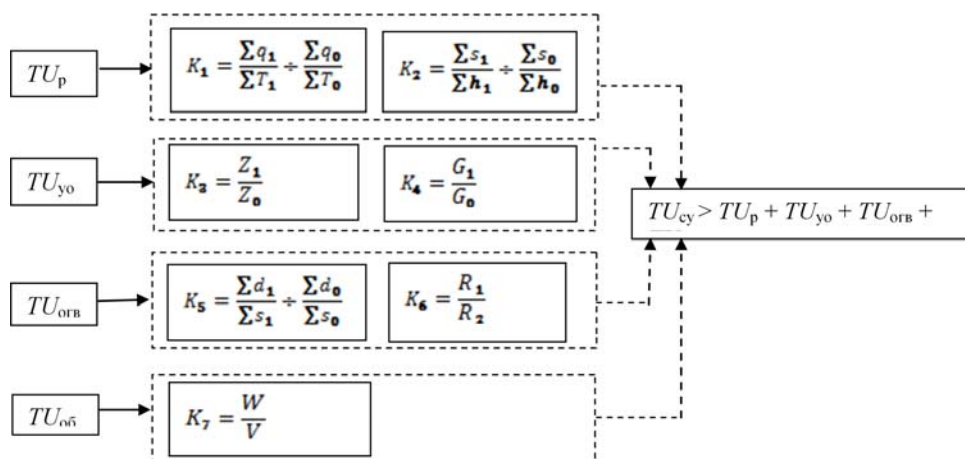 TUр
K₁ = ∑q₁/∑T₁ ÷ ∑q₀/∑T₀
K₂ = ∑s₁/∑h₁ ÷ ∑s₀/∑h₀
TUуо
K₃ = Z₁/Z₀
K₄ = G₁/G₀
TUсу > TUр + TUуо + TUогв +
TUогв
K₅ = ∑d₁/∑s₁ ÷ ∑d₀/∑s₀
K₆ = R₁/R₂
TUоб
K₇ = W/V